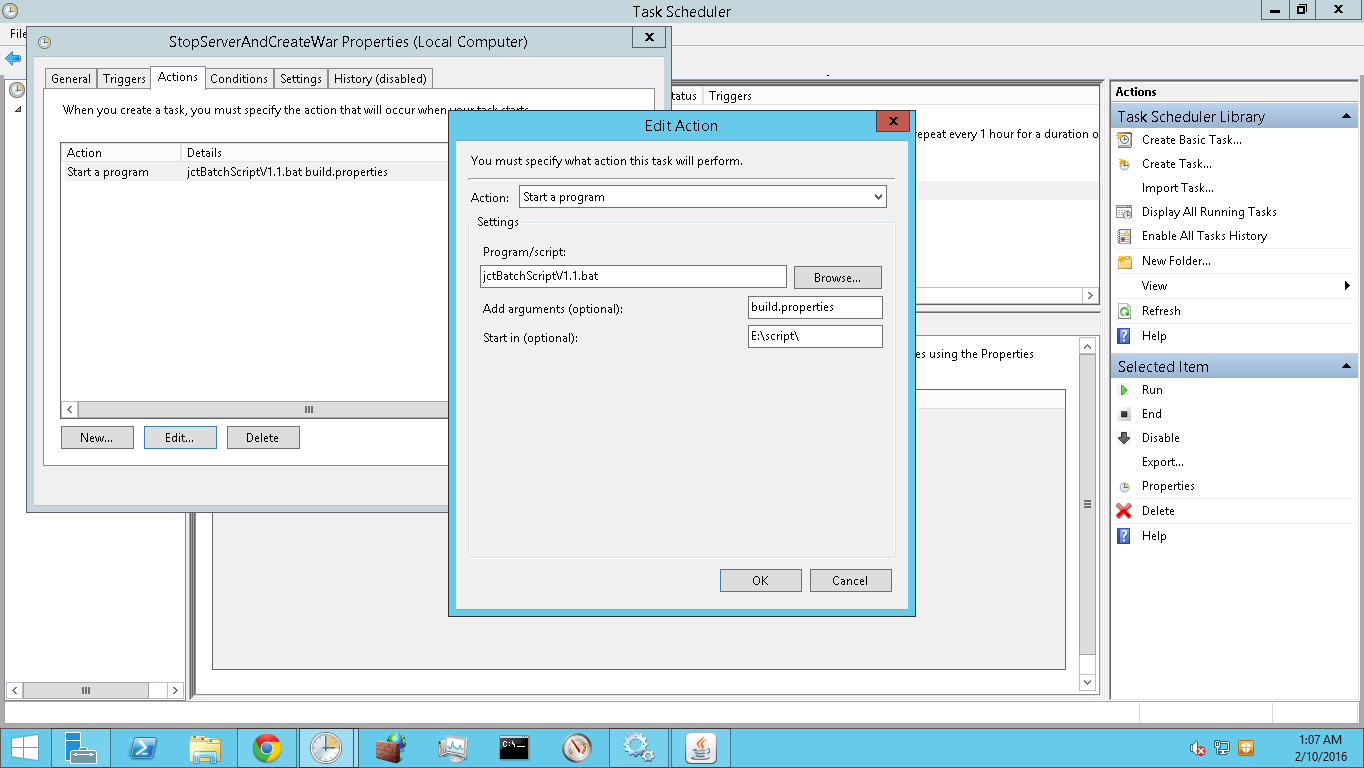 Task Scheduler
File
StopServerAndCreateWar Properties (Local Computer)
General Triggers Actions Conditions Settings History (disabled)
When you create a task, you must specify the action that will occur when your task starts.
Action Details
Start a program jctBatchScriptV1.1.bat build.properties
New... Edit... Delete
Triggers
repeat every 1 hour for a duration o
using the Properties
Edit Action
You must specify what action this task will perform.
Action: Start a program
Settings
Program/script:
jctBatchScriptV1.1.bat Browse...
Add arguments (optional): build.properties
Start in (optional): E:\script\
OK Cancel
Actions
Task Scheduler Library
Create Basic Task...
Create Task...
Import Task...
Display All Running Tasks
Enable All Tasks History
New Folder...
View
Refresh
Help
Selected Item
Run
End
Disable
Export...
Properties
Delete
Help
1:07 AM
2/10/2016